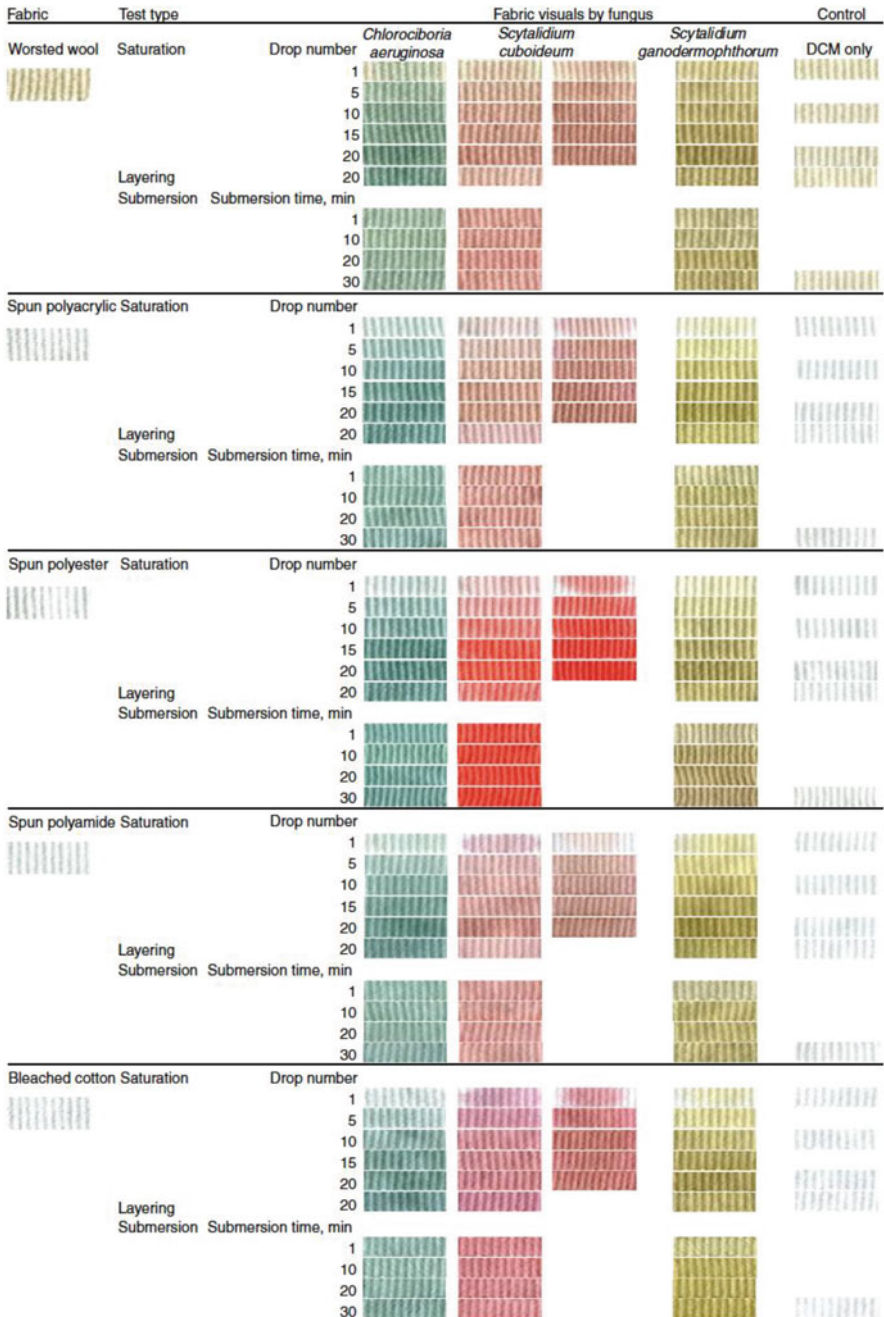 Fabric Test type Fabric visuals by fungus Control
Worsted wool Saturation Drop number Chlorociboria aeruginosa Scytalidium cuboideum Scytalidium ganodermophthorum DCM only
1
5
10
15
20
Layering 20
Submersion Submersion time, min
1
10
20
30
Spun polyacrylic Saturation Drop number
1
5
10
15
20
Layering 20
Submersion Submersion time, min
1
10
20
30
Spun polyester Saturation Drop number
1
5
10
15
20
Layering 20
Submersion Submersion time, min
1
10
20
30
Spun polyamide Saturation Drop number
1
5
10
15
20
Layering 20
Submersion Submersion time, min
1
10
20
30
Bleached cotton Saturation Drop number
1
5
10
15
20
Layering 20
Submersion Submersion time, min
1
10
20
30